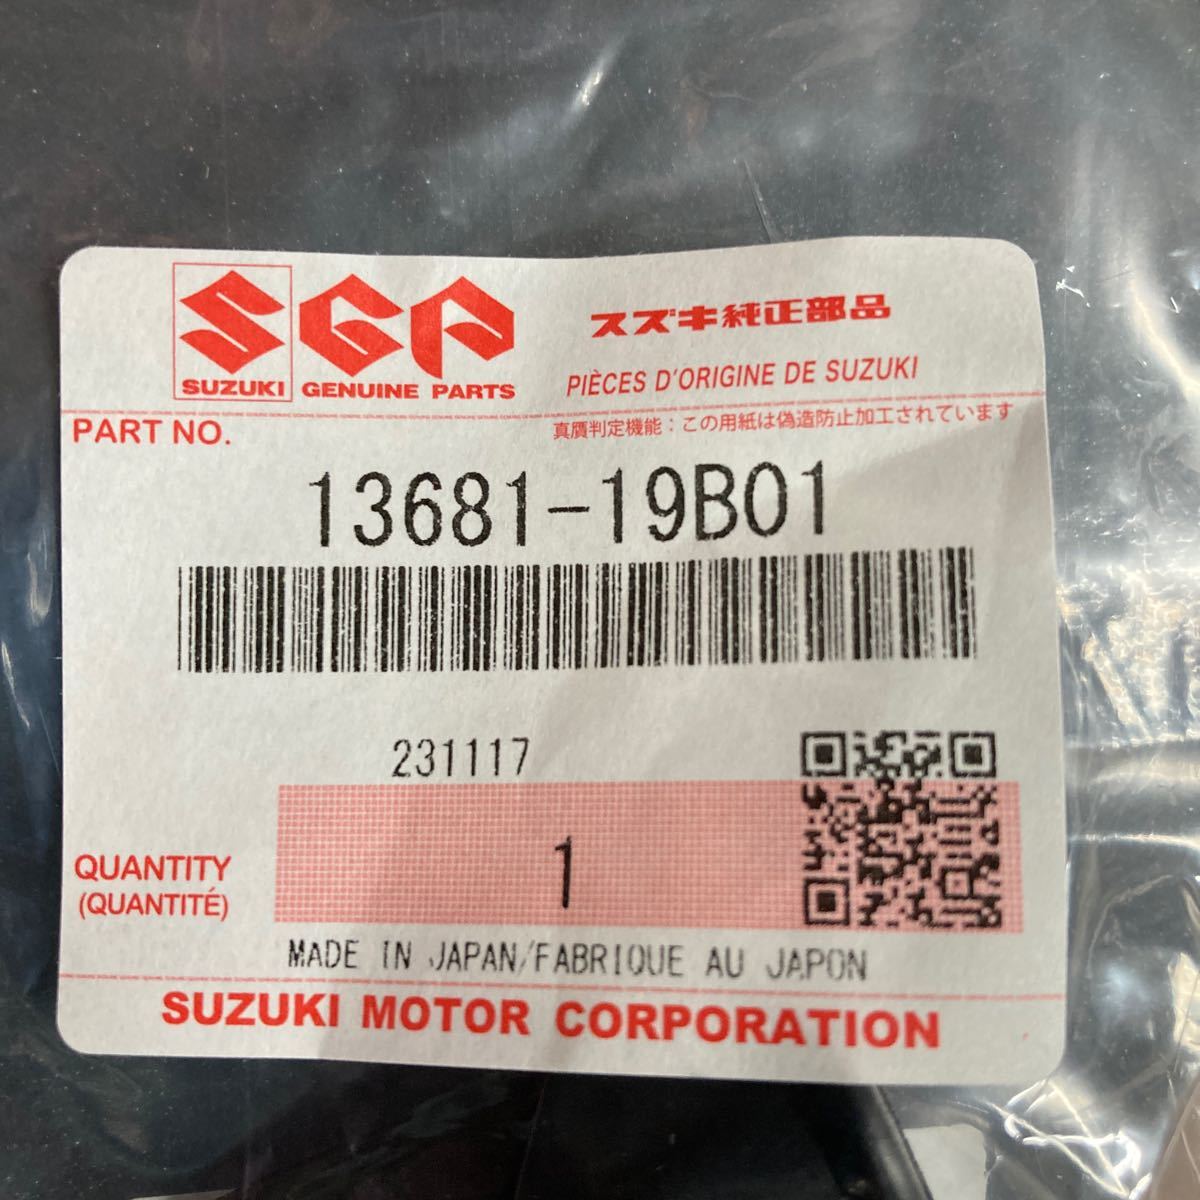 SGP
スズキ純正部品
SUZUKI GENUINE PARTS
PIÈCES D'ORIGINE DE SUZUKI
PART NO.
真贋判定機能：この用紙は偽造防止加工されています
13681-19B01
231117
QUANTITY
(QUANTITÉ)
1
MADE IN JAPAN/FABRIQUE AU JAPON
SUZUKI MOTOR CORPORATION